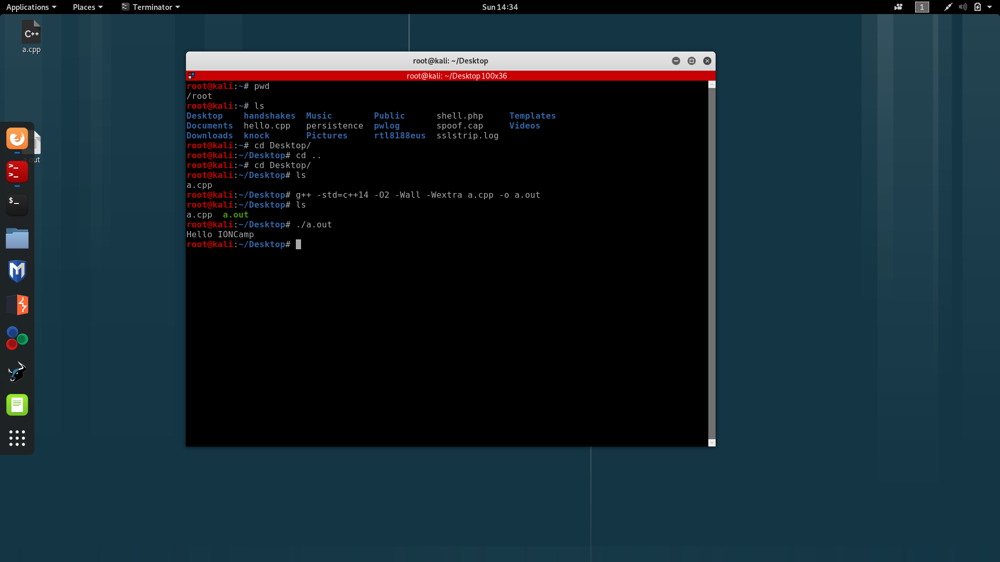 Applications Places Terminator Sun 14:34 1
C++
a.cpp
a.out
root@kali: ~/Desktop
root@kali: ~/Desktop 100x36
root@kali:~# pwd
/root
root@kali:~# ls
Desktop handshakes Music Public shell.php Templates
Documents hello.cpp persistence pwlog spoof.cap Videos
Downloads knock Pictures rtl8188eus sslstrip.log
root@kali:~# cd Desktop/
root@kali:~/Desktop# cd ..
root@kali:~# cd Desktop/
root@kali:~/Desktop# ls
a.cpp
root@kali:~/Desktop# g++ -std=c++14 -O2 -Wall -Wextra a.cpp -o a.out
root@kali:~/Desktop# ls
a.cpp a.out
root@kali:~/Desktop# ./a.out
Hello IONCamp
root@kali:~/Desktop#